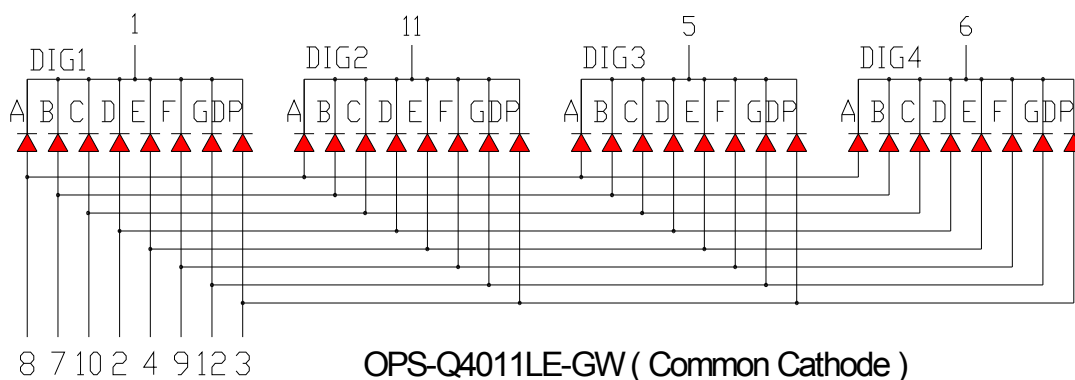 1 11 5 6
DIG1 DIG2 DIG3 DIG4
A B C D E F G DP A B C D E F G DP A B C D E F G DP A B C D E F G DP
8 7 10 2 4 9 12 3 OPS-Q4011LE-GW ( Common Cathode )